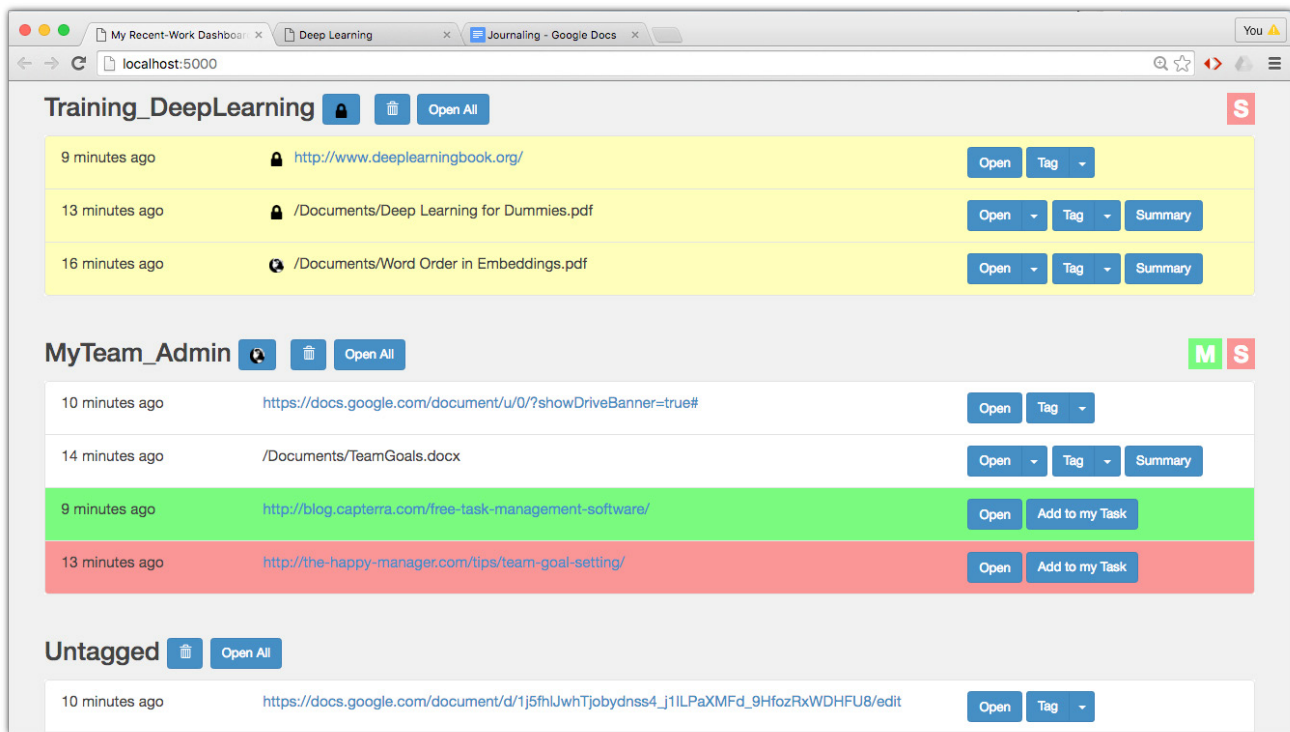 My Recent-Work Dashboar Deep Learning Journaling - Google Docs You
localhost:5000
Training_DeepLearning Open All S
9 minutes ago http://www.deeplearningbook.org/ Open Tag
13 minutes ago /Documents/Deep Learning for Dummies.pdf Open Tag Summary
16 minutes ago /Documents/Word Order in Embeddings.pdf Open Tag Summary
MyTeam_Admin Open All M S
10 minutes ago https://docs.google.com/document/u/0/?showDriveBanner=true# Open Tag
14 minutes ago /Documents/TeamGoals.docx Open Tag Summary
9 minutes ago http://blog.capterra.com/free-task-management-software/ Open Add to my Task
13 minutes ago http://the-happy-manager.com/tips/team-goal-setting/ Open Add to my Task
Untagged Open All
10 minutes ago https://docs.google.com/document/d/1j5fhlJwhTjobydnss4_j1ILPaXMFd_9HfozRxWDHFU8/edit Open Tag